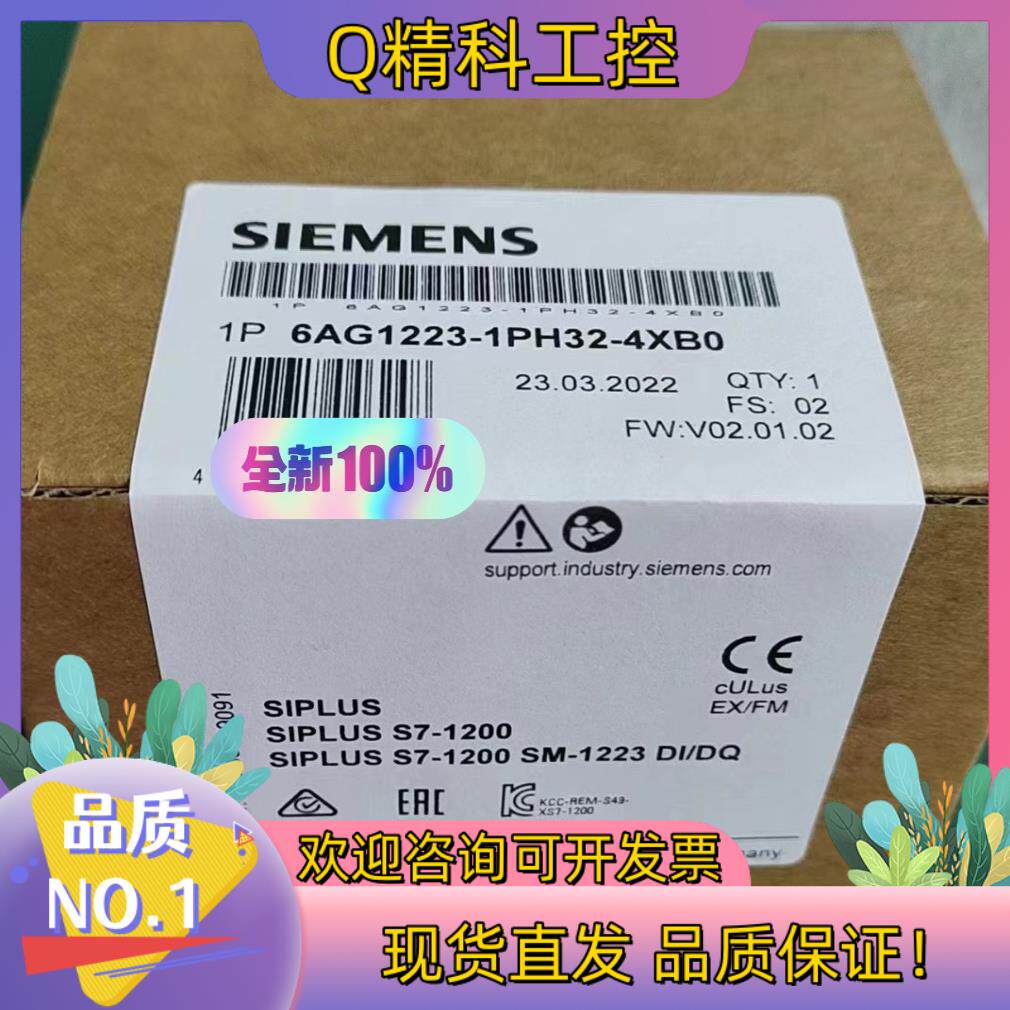 Q精科工控
SIEMENS
1P 6AG1223-1PH32-4XB0
1P 6AG1223-1PH32-4XB0
23.03.2022
QTY: 1
FS: 02
FW:V02.01.02
4
全新100%
support.industry.siemens.com
CE
cULus
EX/FM
0091
SIPLUS
SIPLUS S7-1200
SIPLUS S7-1200 SM-1223 DI/DQ
EAC
KCC-REM-S49-
XS7-1200
品质
NO.1
欢迎咨询可开发票
many
现货直发 品质保证！